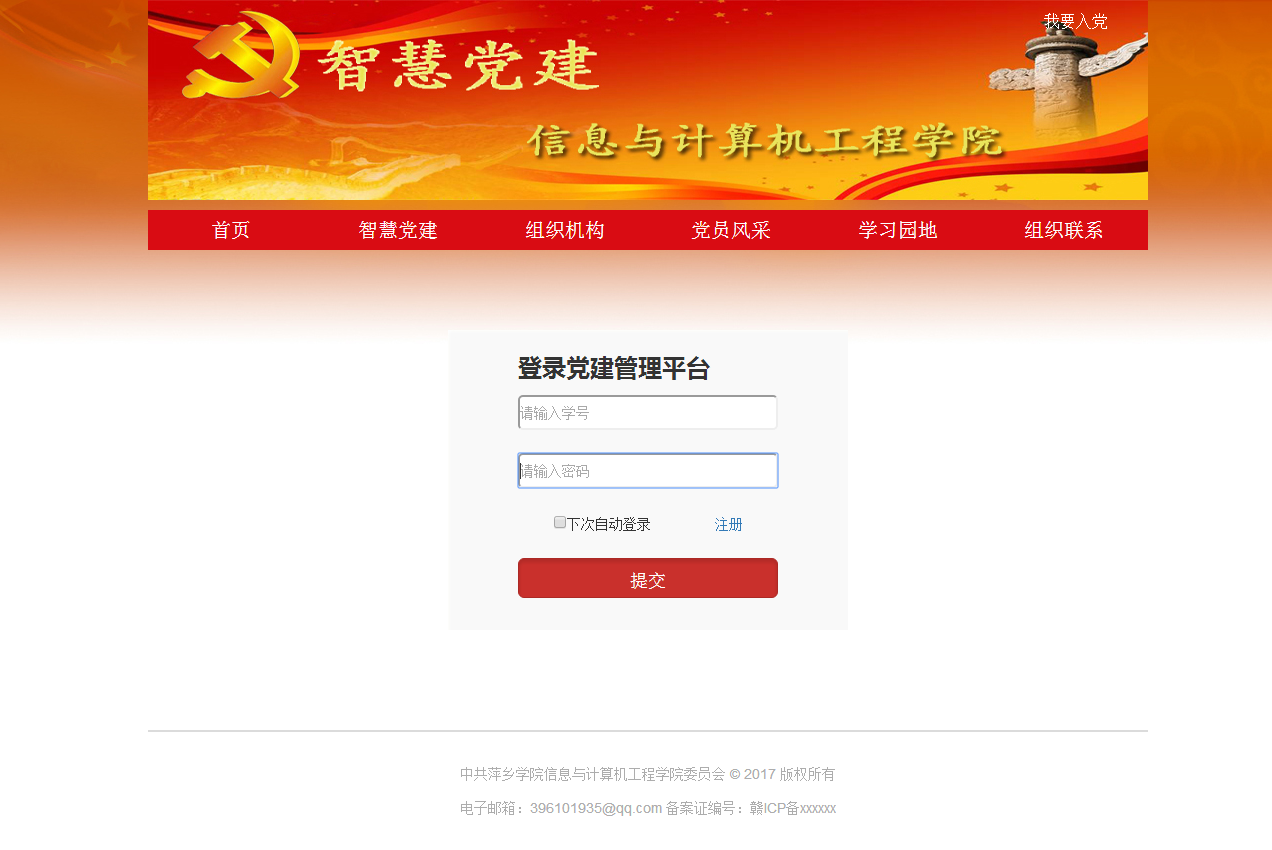 我要入党
智慧党建
信息与计算机工程学院
首页 智慧党建 组织机构 党员风采 学习园地 组织联系
登录党建管理平台
请输入学号
请输入密码
下次自动登录 注册
提交
中共萍乡学院信息与计算机工程学院委员会 © 2017 版权所有
电子邮箱：396101935@qq.com 备案证编号：赣ICP备xxxxxx